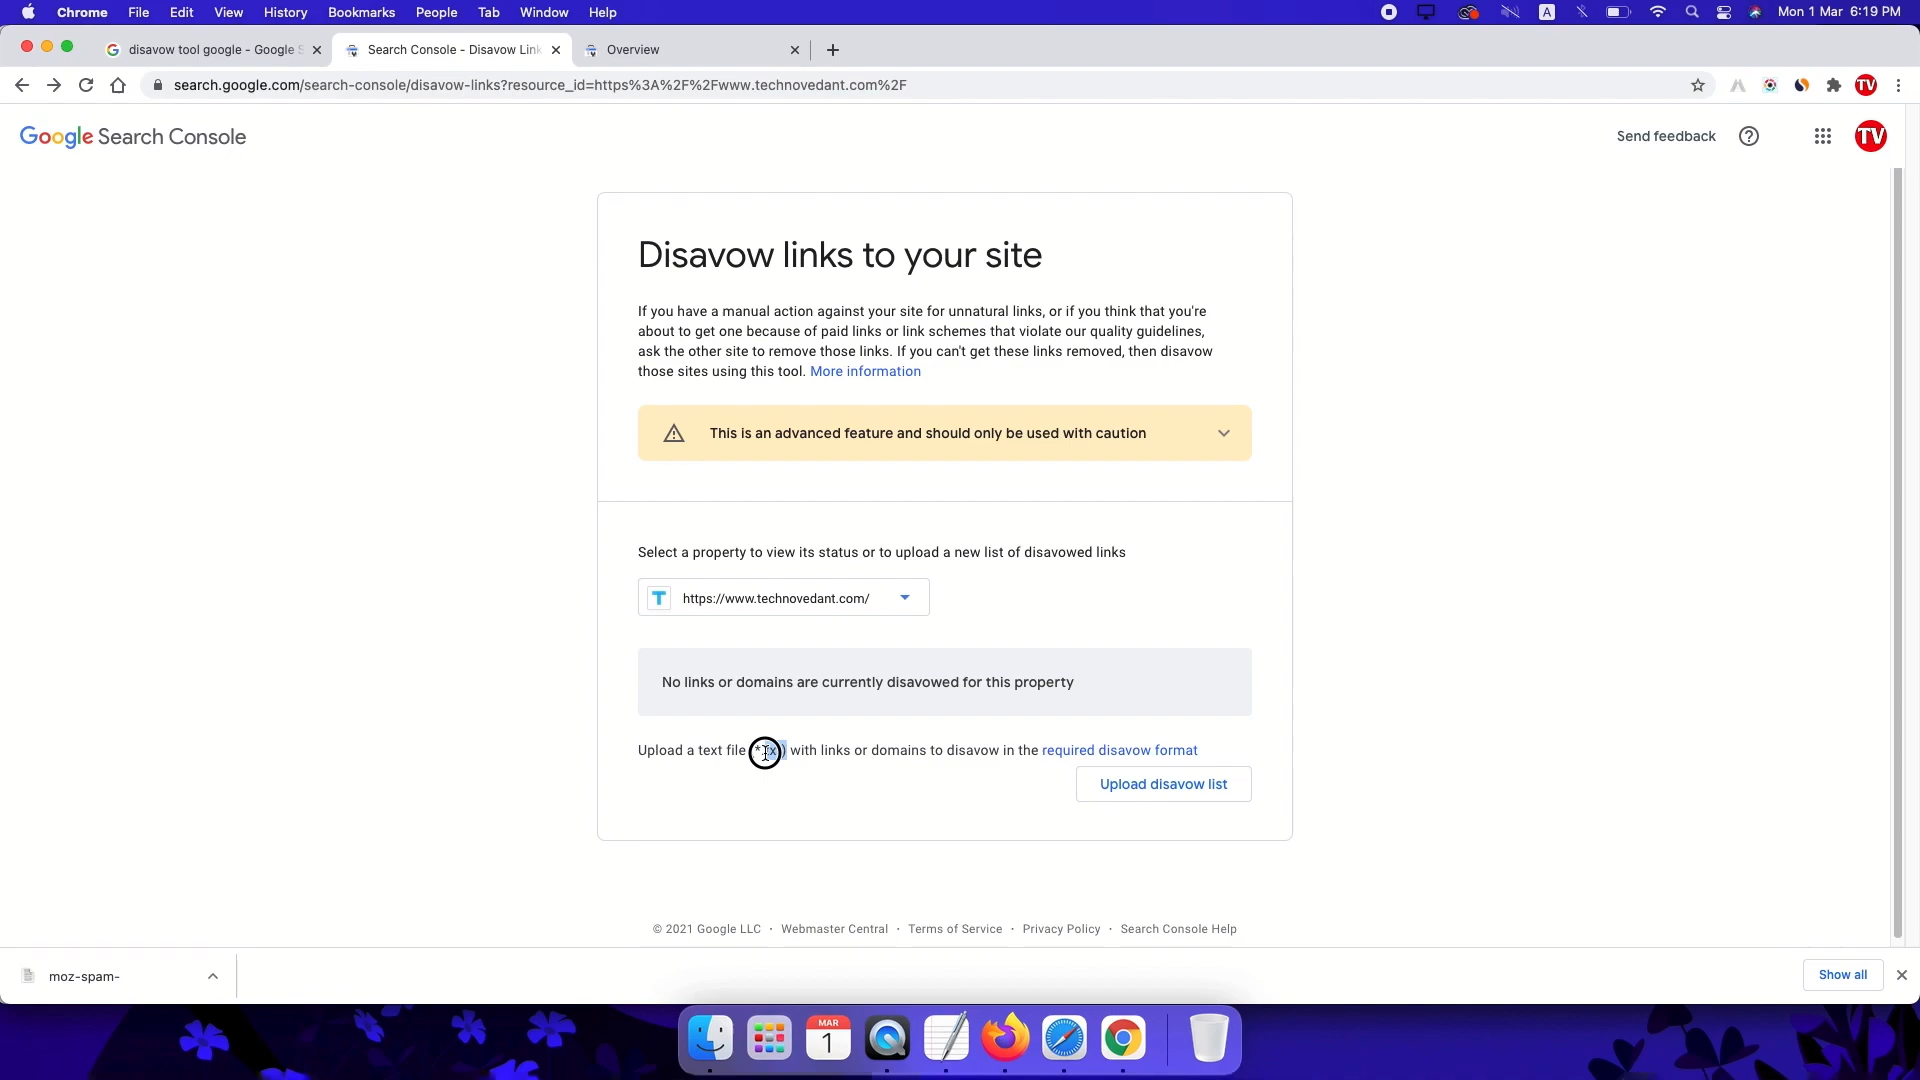 Chrome File Edit View History Bookmarks People Tab Window Help
A
Mon 1 Mar 6:19 PM
disavow tool google - Google S
Search Console - Disavow Link
Overview
search.google.com/search-console/disavow-links?resource_id=https%3A%2F%2Fwww.technovedant.com%2F
TV
Google Search Console
Send feedback
TV
Disavow links to your site
If you have a manual action against your site for unnatural links, or if you think that you're
about to get one because of paid links or link schemes that violate our quality guidelines,
ask the other site to remove those links. If you can't get these links removed, then disavow
those sites using this tool. More information
This is an advanced feature and should only be used with caution
Select a property to view its status or to upload a new list of disavowed links
T https://www.technovedant.com/
No links or domains are currently disavowed for this property
Upload a text file with links or domains to disavow in the required disavow format
Upload disavow list
© 2021 Google LLC · Webmaster Central · Terms of Service · Privacy Policy · Search Console Help
moz-spam-
Show all
MAR
1